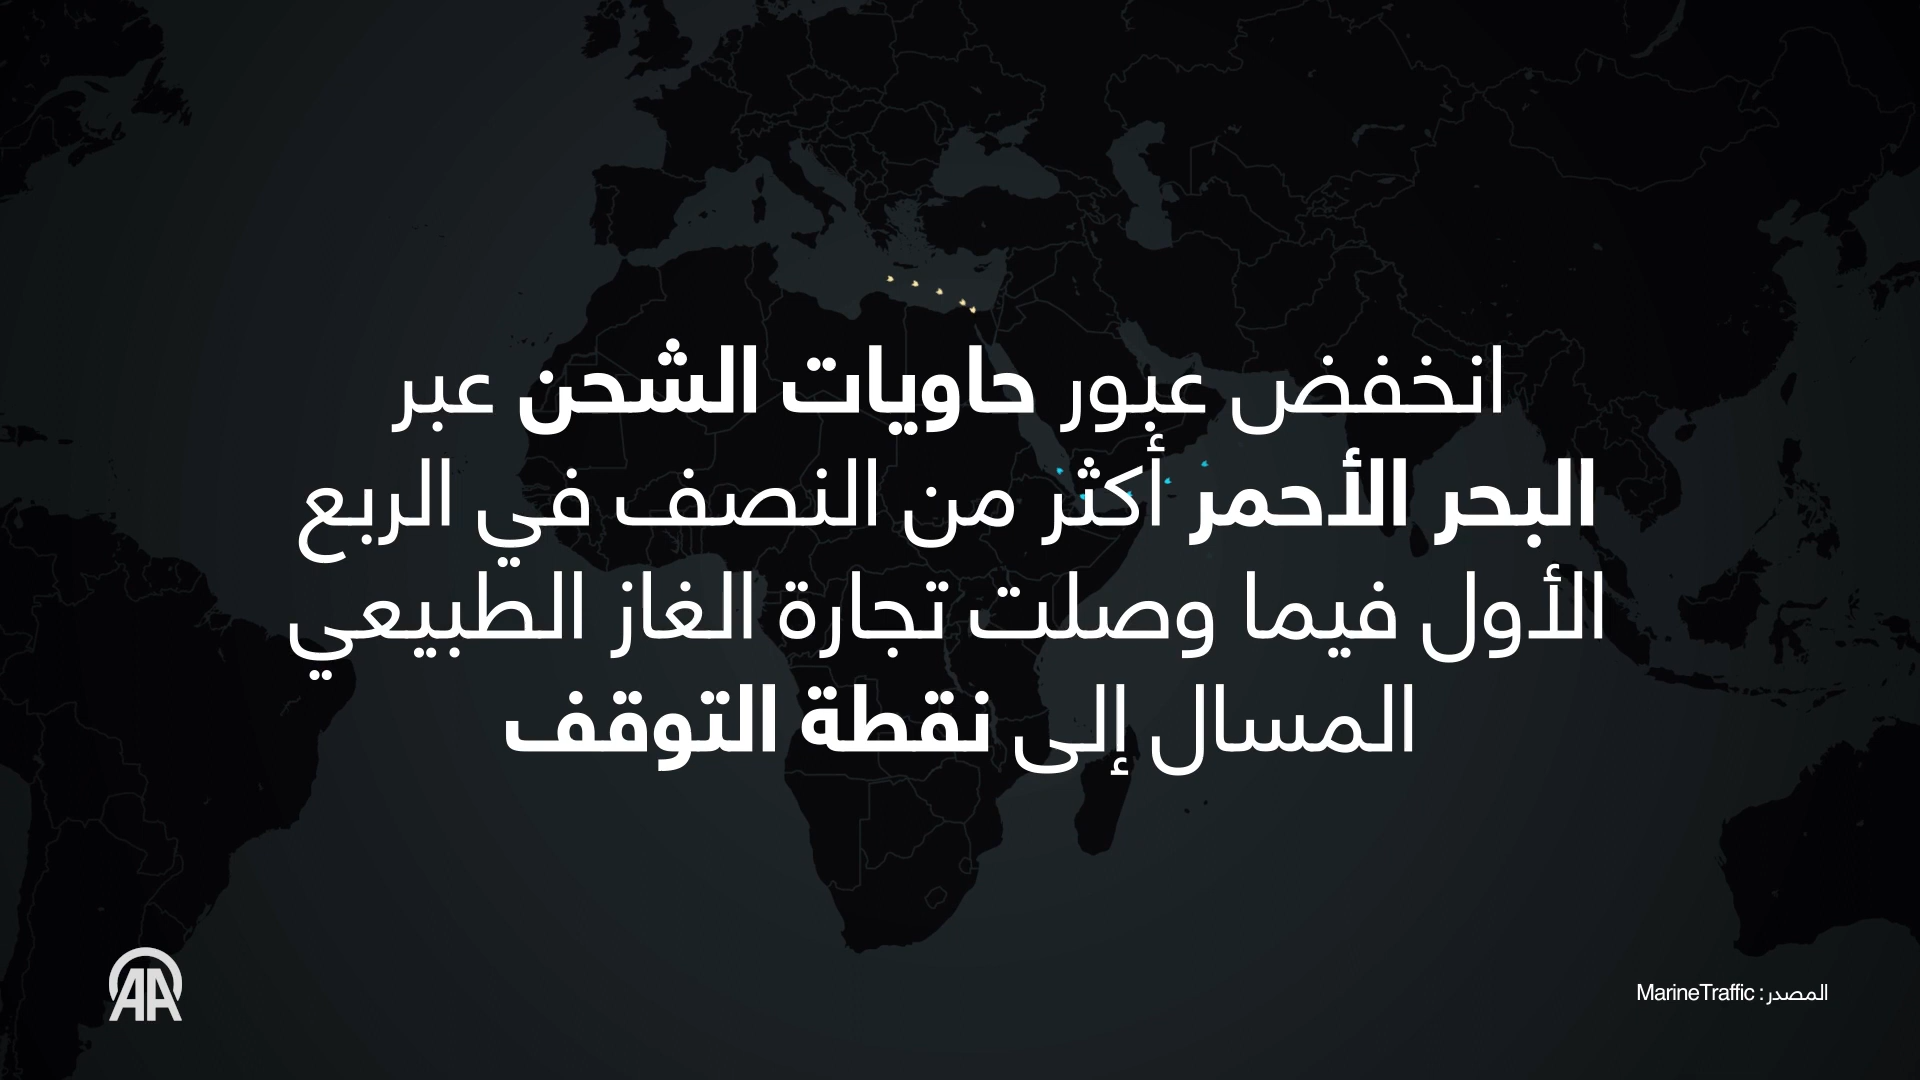 انخفض عبور حاويات الشحن عبر
البحر الأحمر أكثر من النصف في الربع
الأول فيما وصلت تجارة الغاز الطبيعي
المسال إلى نقطة التوقف
AA
المصدر: MarineTraffic